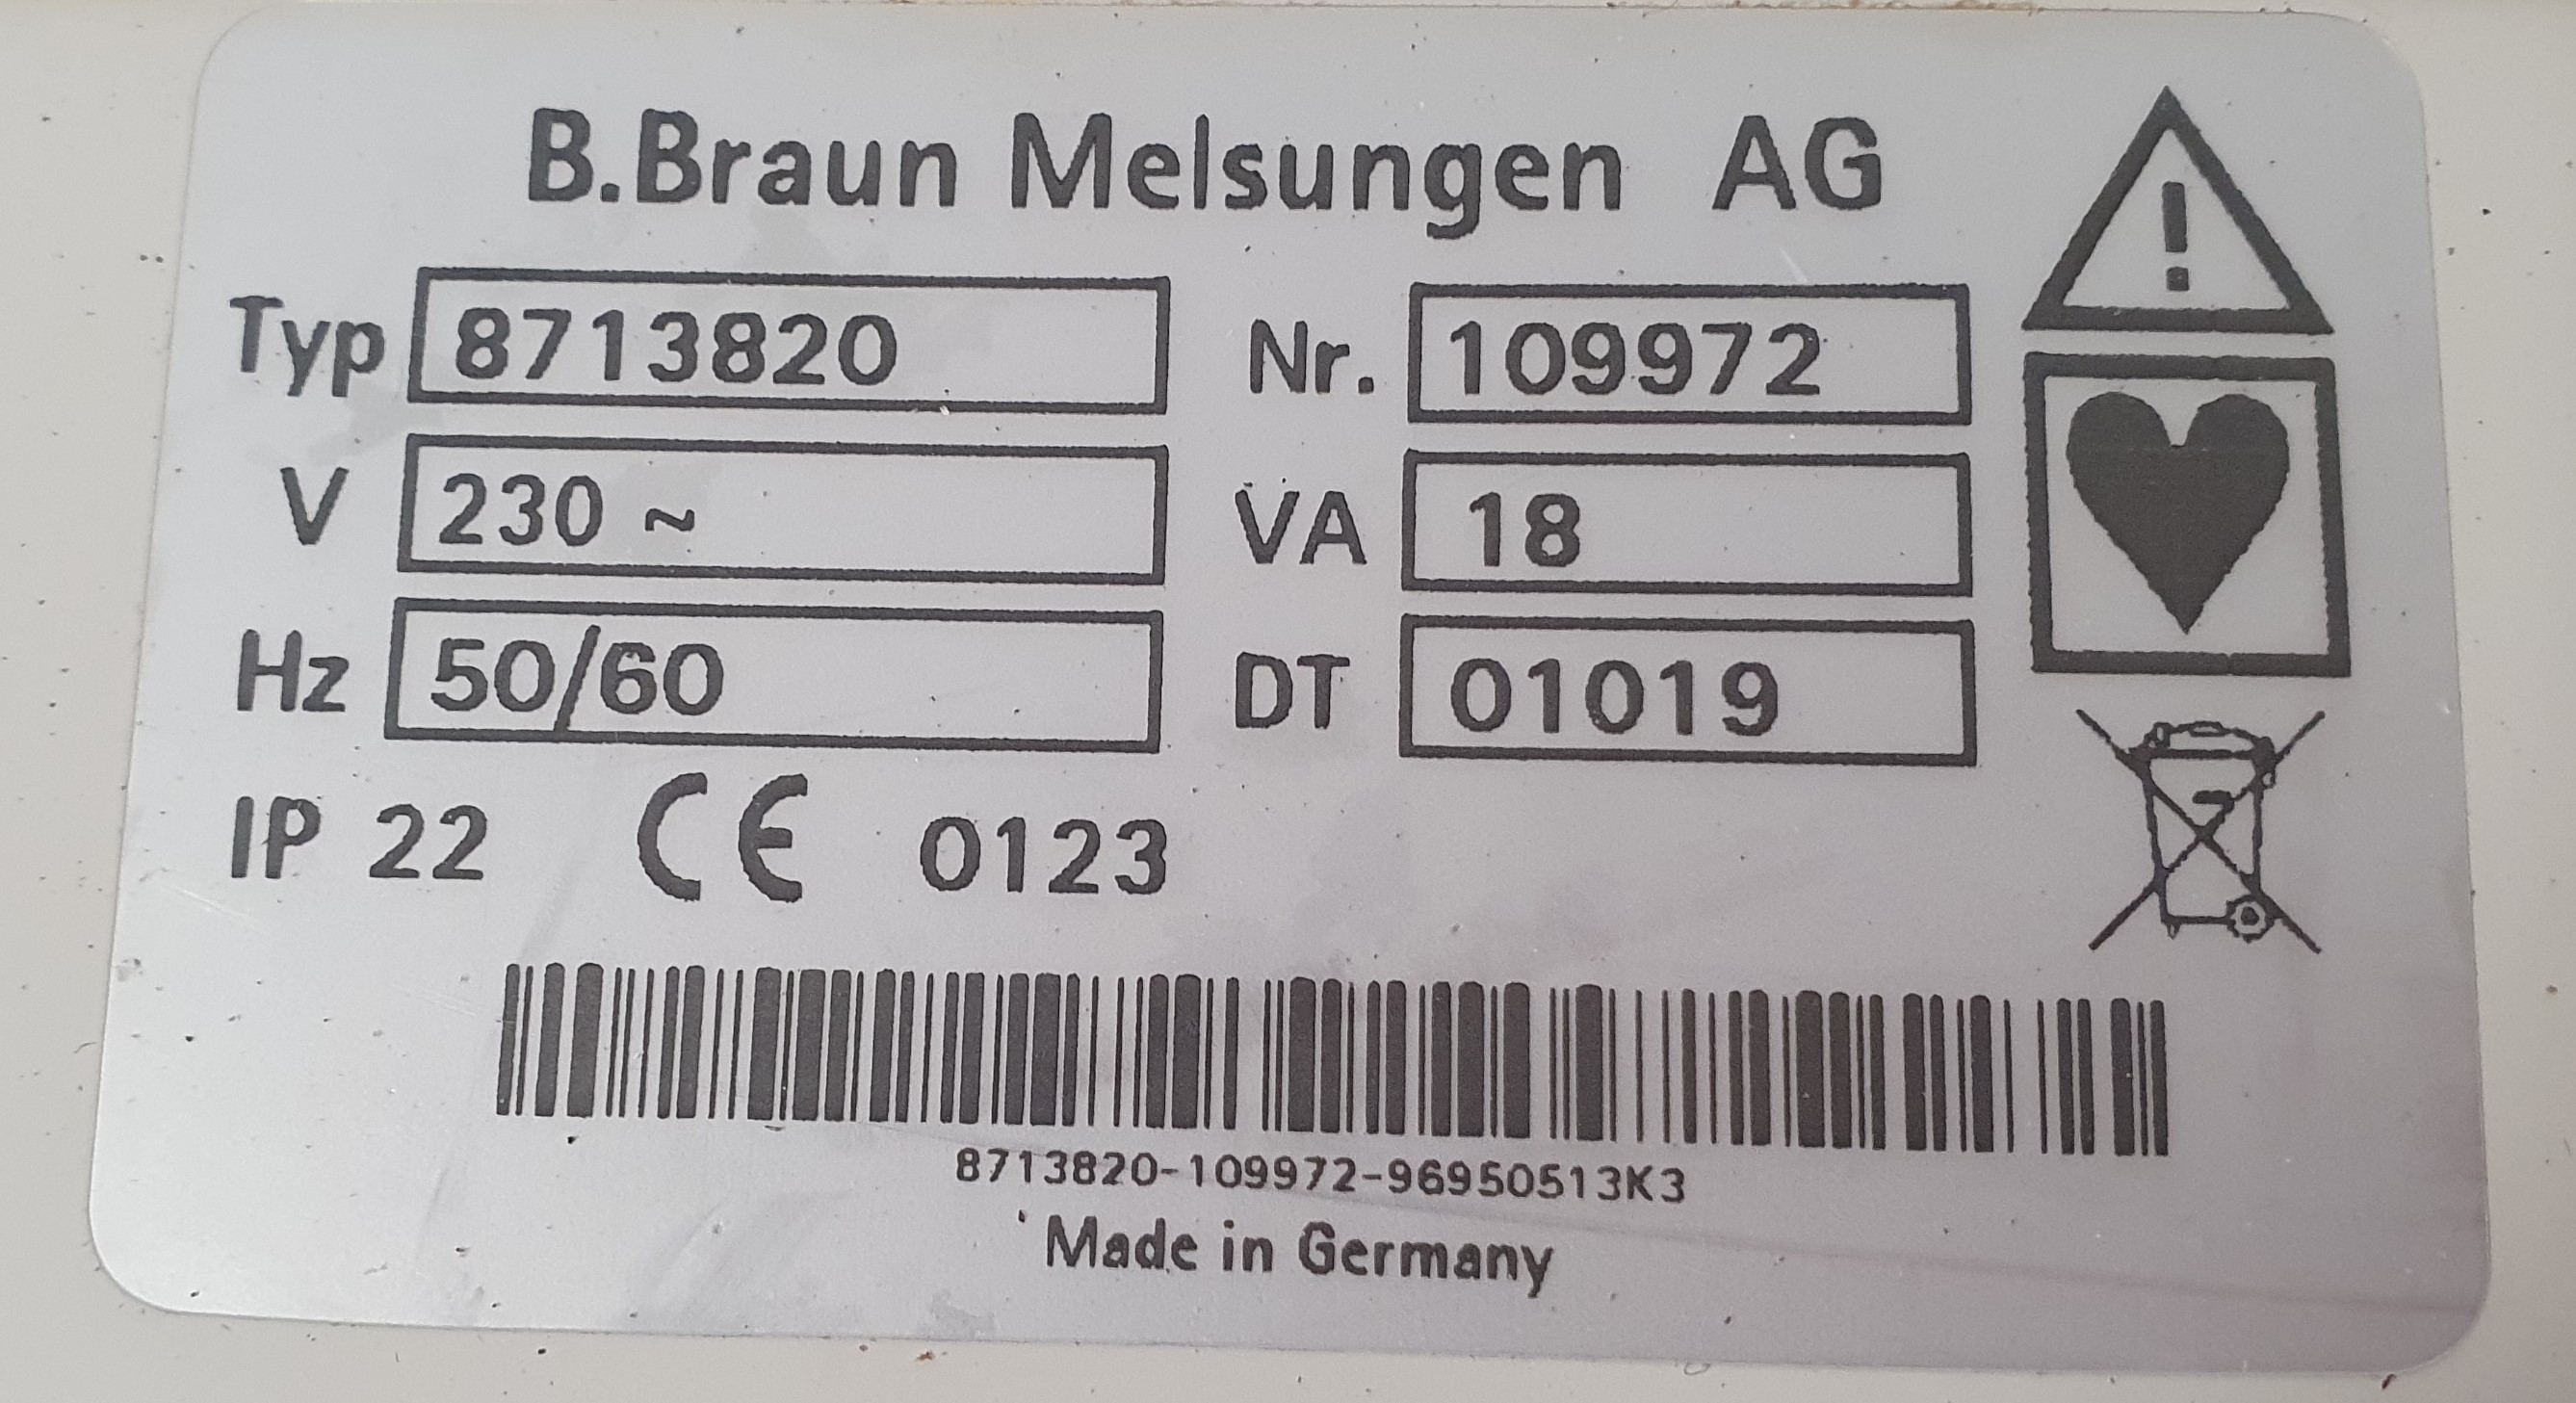 B.Braun Melsungen AG
Typ 8713820 Nr. 109972
V 230 ~ VA 18
Hz 50/60 DT 01019
IP 22 CE 0123
8713820-109972-96950513K3
Made in Germany